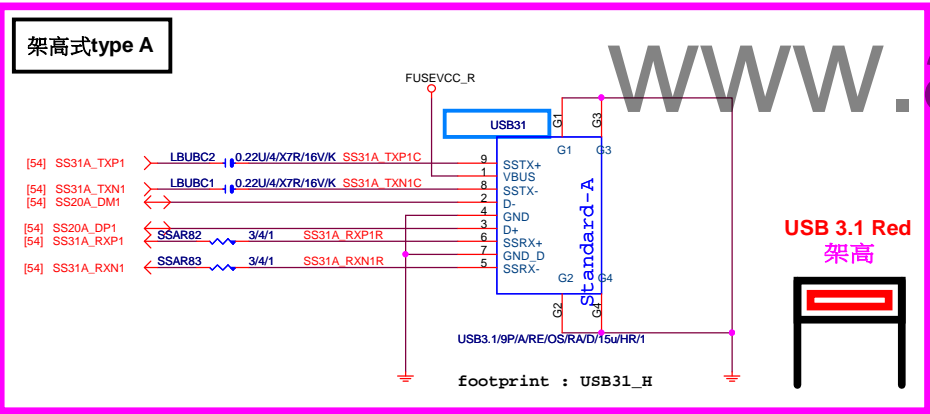 架高式type A
www.
FUSEVCC_R
USB31
G1
G3
G1
G3
[54] SS31A_TXP1
LBUBC2
0.22U/4/X7R/16V/K
SS31A_TXP1C
9
SSTX+
1
VBUS
[54] SS31A_TXN1
LBUBC1
0.22U/4/X7R/16V/K
SS31A_TXN1C
8
SSTX-
[54] SS20A_DM1
2
D-
4
GND
[54] SS20A_DP1
3
D+
[54] SS31A_RXP1
SSAR82
3/4/1
SS31A_RXP1R
6
SSRX+
7
GND_D
[54] SS31A_RXN1
SSAR83
3/4/1
SS31A_RXN1R
5
SSRX-
Standard-A
G2
G4
G2
G4
USB3.1/9P/A/RE/OS/RA/D/15u/HR/1
footprint : USB31_H
USB 3.1 Red
架高